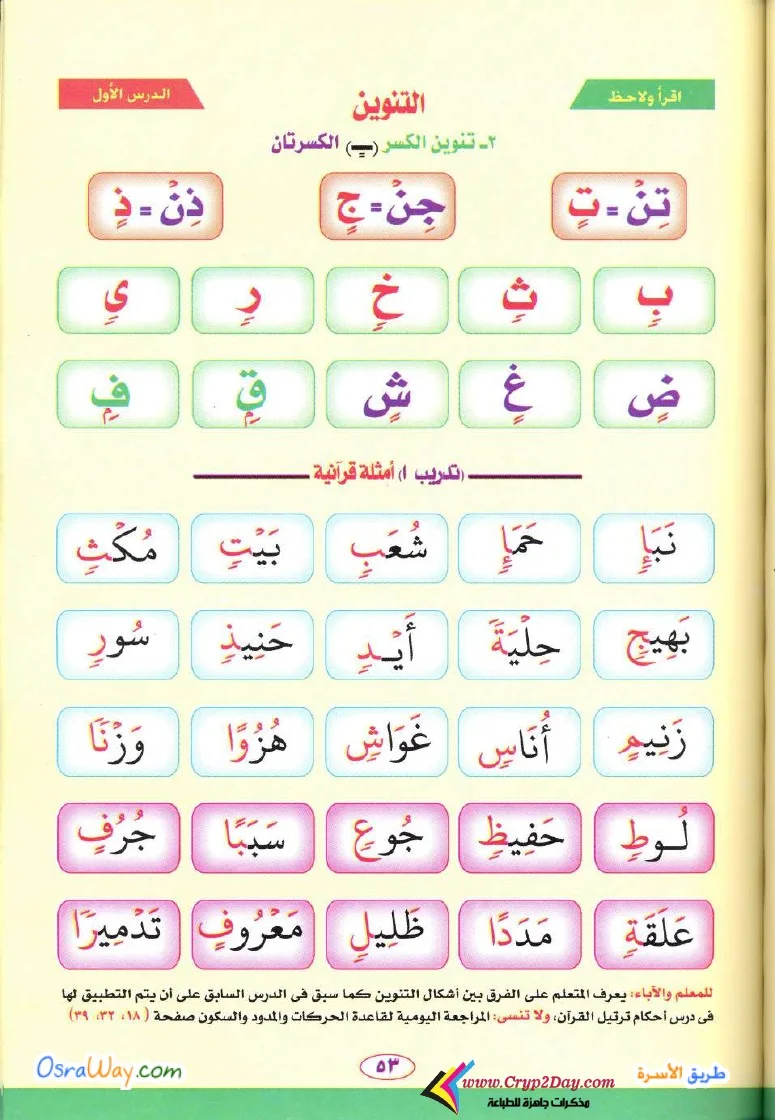 اقرأ ولاحظ
الدرس الأول
التنوين
٢ـ تنوين الكسر (ـٍـ) الكسرتان
تِنْ = تٍ جِنْ = جٍ ذِنْ = ذٍ
بٍ ثٍ خٍ رٍ ىٍ
ضٍ غٍ شٍ قٍ فٍ
(تدريب ١) أمثلة قرآنية
نَبَإٍ حَمَإٍ شُعَبٍ بَيْتٍ مُكْثٍ
بَهِيجٍ حِلْيَةً أَيْـدٍ حَنِيذٍ سُورٍ
زَنِيمٍ أُنَاسٍ غَوَاشٍ هُزُوًا وَزْنًا
لُـوطٍ حَفِيظٍ جُوعٍ سَبَبًا جُرُفٍ
عَلَقَةٍ مَدَدًا ظَلِيلٍ مَعْرُوفٍ تَدْمِيرًا
للمعلم والآباء: يعرف المتعلم على الفرق بين أشكال التنوين كما سبق فى الدرس السابق على أن يتم التطبيق لها
فى درس أحكام ترتيل القرآن، ولا تنسى: المراجعة اليومية لقاعدة الحركات والمدود والسكون صفحة (١٨، ٣٢، ٣٩)
طريق الأسرة
٥٣
www.Cryp2Day.com
مذكرات جاهزة للطباعة
OsraWay.com